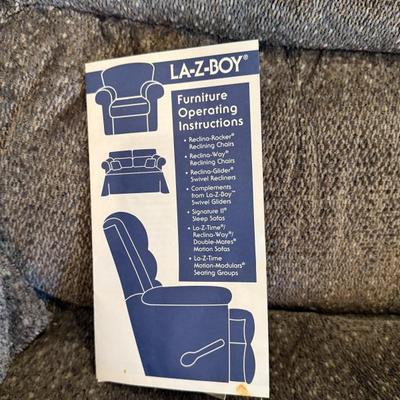 LA-Z-BOY®
Furniture
Operating
Instructions
• Reclina-Rocker®
Reclining Chairs
• Reclina-Way®
Reclining Chairs
• Reclina-Glider®
Swivel Recliners
• Complements
from La-Z-Boy™
Swivel Gliders
• Signature II®
Sleep Sofas
• La-Z-Time®/
Reclina-Way®/
Double-Mates®
Motion Sofas
• La-Z-Time
Motion-Modulars®
Seating Groups